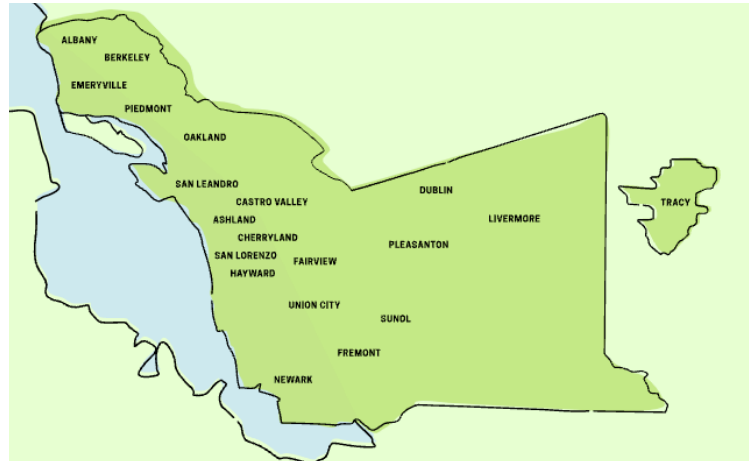 ALBANY
BERKELEY
EMERYVILLE
PIEDMONT
OAKLAND
SAN LEANDRO
DUBLIN
CASTRO VALLEY
TRACY
ASHLAND
LIVERMORE
CHERRYLAND
PLEASANTON
SAN LORENZO
FAIRVIEW
HAYWARD
UNION CITY
SUNOL
FREMONT
NEWARK